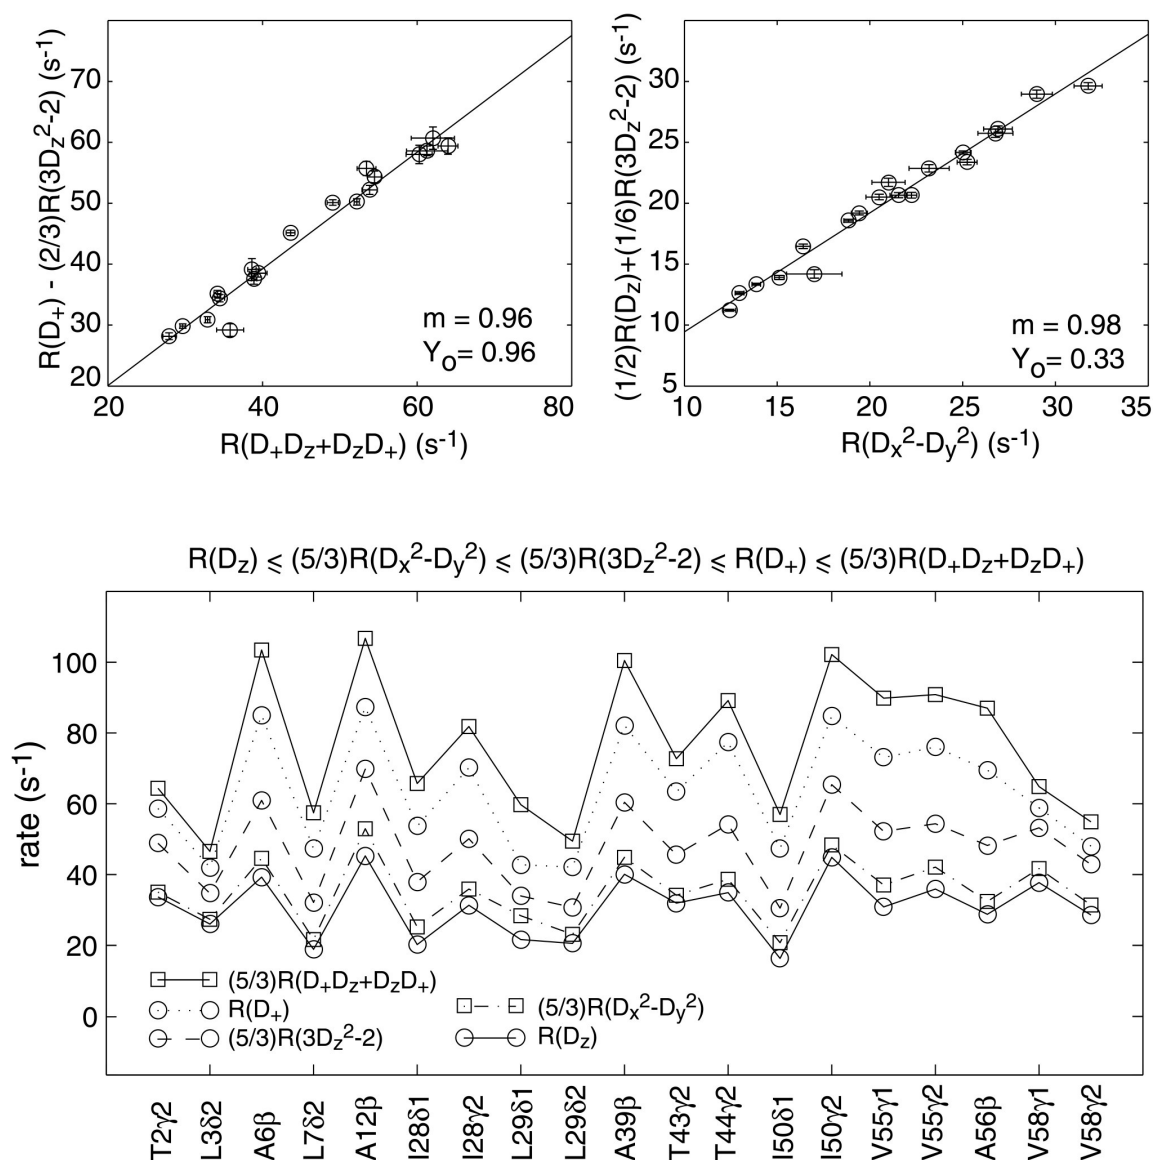 R(D₊) - (2/3)R(3Dz²-2) (s⁻¹)
70
60
50
40
30
20
20
40
60
80
m = 0.96
Yₒ= 0.96
R(D₊Dz+DzD₊) (s⁻¹)
(1/2)R(Dz)+(1/6)R(3Dz²-2) (s⁻¹)
30
25
20
15
10
5
10
15
20
25
30
35
m = 0.98
Yₒ= 0.33
R(Dx²-Dy²) (s⁻¹)
R(Dz) ⩽ (5/3)R(Dx²-Dy²) ⩽ (5/3)R(3Dz²-2) ⩽ R(D₊) ⩽ (5/3)R(D₊Dz+DzD₊)
rate (s⁻¹)
100
80
60
40
20
0
(5/3)R(D₊Dz+DzD₊)
R(D₊)
(5/3)R(3Dz²-2)
(5/3)R(Dx²-Dy²)
R(Dz)
T2γ2
L3δ2
A6β
L7δ2
A12β
I28δ1
I28γ2
L29δ1
L29δ2
A39β
T43γ2
T44γ2
I50δ1
I50γ2
V55γ1
V55γ2
A56β
V58γ1
V58γ2